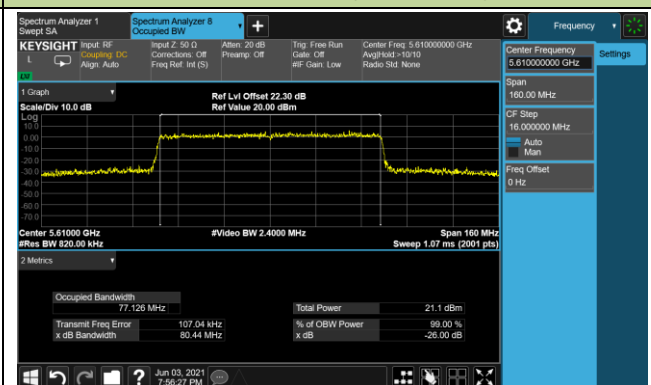 Spectrum Analyzer 1
Swept SA
Spectrum Analyzer 8
Occupied BW
+
Frequency
KEYSIGHT
L
LW
Input: RF
Coupling: DC
Align: Auto
Input Z: 50 Ω
Corrections: Off
Freq Ref: Int (S)
Atten: 20 dB
Preamp: Off
Trig: Free Run
Gate: Off
#IF Gain: Low
Center Freq: 5.610000000 GHz
Avg|Hold:>10/10
Radio Std: None
Center Frequency
5.610000000 GHz
Settings
Span
160.00 MHz
CF Step
16.000000 MHz
Auto
Man
Freq Offset
0 Hz
1 Graph
Scale/Div 10.0 dB
Ref Lvl Offset 22.30 dB
Ref Value 20.00 dBm
Log
10.0
0.00
-10.0
-20.0
-30.0
-40.0
-50.0
-60.0
-70.0
Center 5.61000 GHz
#Res BW 820.00 kHz
#Video BW 2.4000 MHz
Span 160 MHz
Sweep 1.07 ms (2001 pts)
2 Metrics
Occupied Bandwidth
77.126 MHz
Total Power 21.1 dBm
Transmit Freq Error 107.04 kHz
% of OBW Power 99.00 %
x dB Bandwidth 80.44 MHz
x dB -26.00 dB
?
Jun 03, 2021
7:56:27 PM